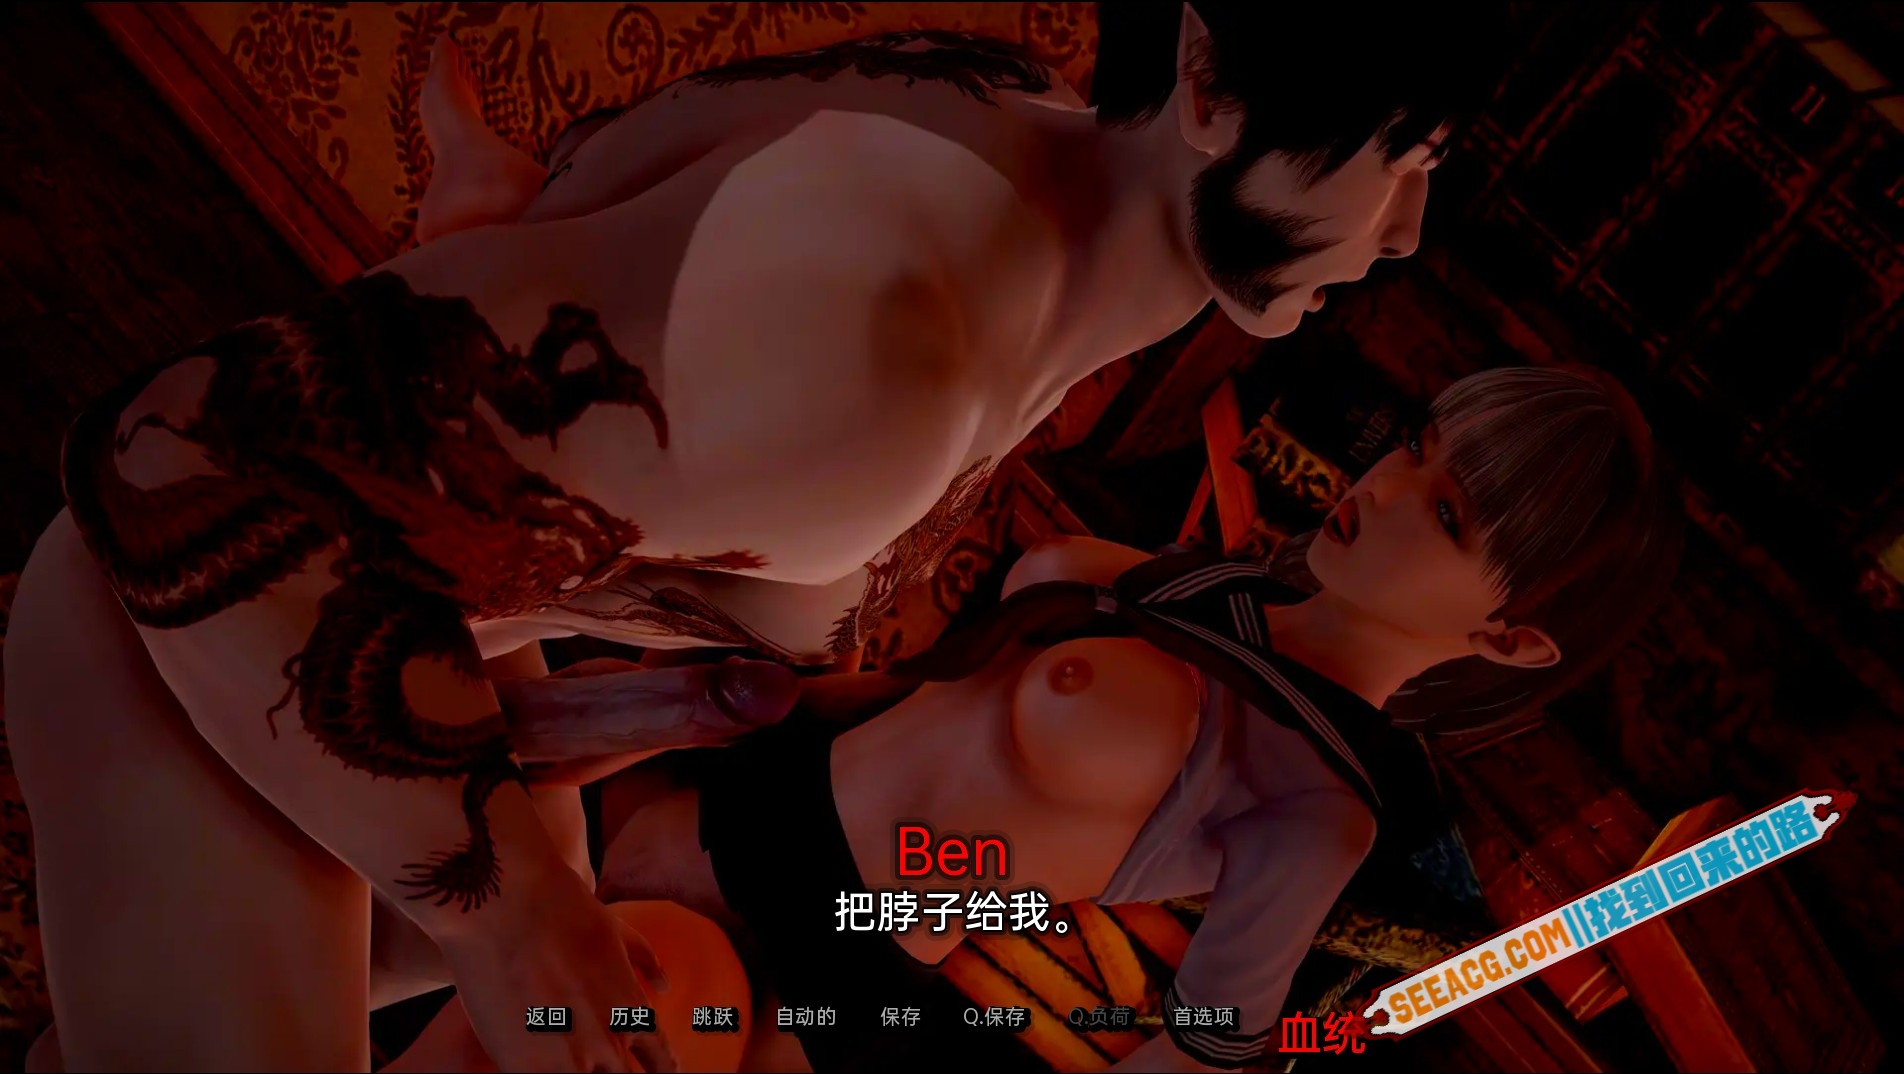 Ben
把脖子给我。
返回 历史 跳跃 自动的 保存 Q.保存 Q.负荷 首选项
血统
SEEACG.COM||找到回来的路